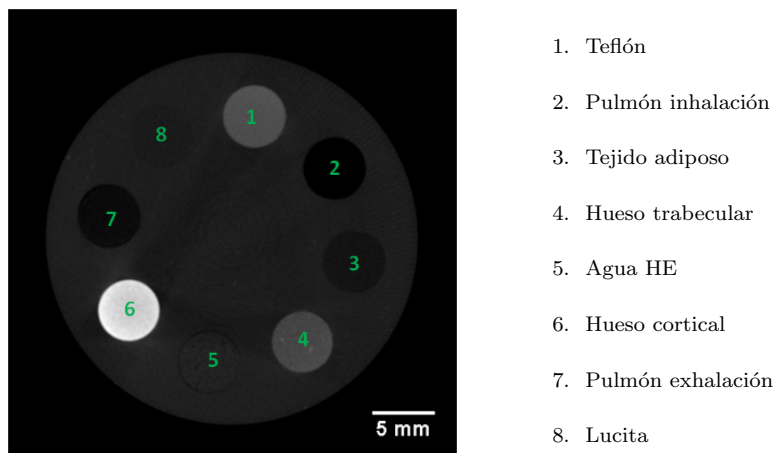 1
2
3
4
5
6
7
8
5 mm
1. Teflón
2. Pulmón inhalación
3. Tejido adiposo
4. Hueso trabecular
5. Agua HE
6. Hueso cortical
7. Pulmón exhalación
8. Lucita